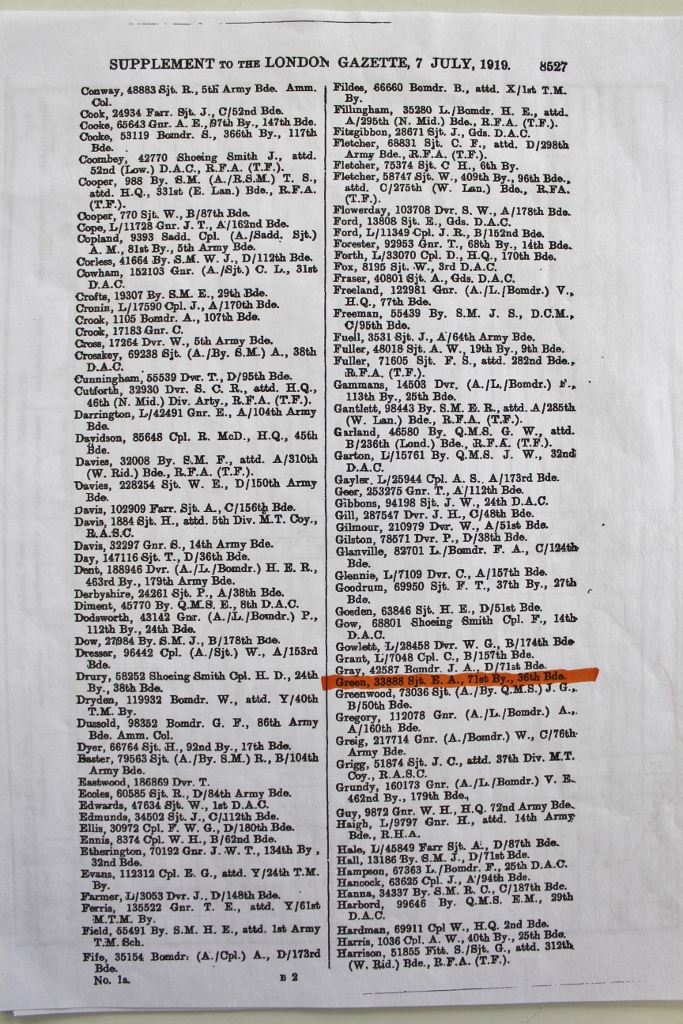 SUPPLEMENT TO THE LONDON GAZETTE, 7 JULY, 1919. 8527
Conway, 48883 Sjt. R., 5th Army Bde. Amm.
Col.
Cook, 24934 Farr. Sjt. J., C/52nd Bde.
Cooke, 65643 Gnr. A. E., 97th By., 147th Bde.
Cooke, 53119 Bomdr. S., 366th By., 117th
Bde.
Coombey, 42770 Shoeing Smith J., attd.
52nd (Low.) D.A.C., R.F.A. (T.F.).
Cooper, 988 By. S.M. (A./R.S.M.) T. S.,
attd. H.Q., 331st (E. Lan.) Bde., R.F.A.
(T.F.).
Cooper, 770 Sjt. W., B/87th Bde.
Cope, L/11728 Gnr. J. T., A/162nd Bde.
Copland, 9393 Sadd. Cpl. (A./Sadd. Sjt.)
A. M., 81st By., 5th Army Bde.
Corless, 41664 By. S.M. W. J., D/112th Bde.
Cowham, 152103 Gnr. (A./Sjt.) C. L., 31st
D.A.C.
Crofts, 19307 By. S.M. E., 29th Bde.
Cronin, L/17590 Cpl. J., A/170th Bde.
Crook, 1105 Bomdr. A., 107th Bde.
Crook, 17183 Gnr. C.
Cross, 17264 Dvr. W., 5th Army Bde.
Crosskey, 69238 Sjt. (A./By. S.M.) A., 38th
D.A.C.
Cunningham, 55539 Dvr. T., D/95th Bde.
Cutforth, 32930 Dvr. S. C. R., attd. H.Q.,
46th (N. Mid.) Div. Arty., R.F.A. (T.F.).
Darrington, L/42491 Gnr. E., A/104th Army
Bde.
Davidson, 85648 Cpl. R. McD., H.Q., 45th
Bde.
Davies, 32008 By. S.M. F., attd. A/310th
(W. Rid.) Bde., R.F.A. (T.F.).
Davies, 228254 Sjt. W. E., D/150th Army
Bde.
Davis, 102909 Farr. Sjt. A., C/156th Bde.
Davis, 1884 Sjt. H., attd. 5th Div. M.T. Coy.,
R.A.S.C.
Davis, 32297 Gnr. S., 14th Army Bde.
Day, 147116 Sjt. T., D/36th Bde.
Dent, 188946 Dvr. (A./L./Bomdr.) H. E. R.,
463rd By., 179th Army Bde.
Derbyshire, 24261 Sjt. P., A/38th Bde.
Diment, 45770 By. Q.M.S. E., 8th D.A.C.
Dodsworth, 43142 Gnr. (A./L./Bomdr.) P.,
112th By., 24th Bde.
Dow, 27984 By. S.M. J., B/178th Bde.
Dresser, 96442 Cpl. (A./Sjt.) W., A/153rd
Bde.
Drury, 58252 Shoeing Smith Cpl. H. D., 24th
By., 38th Bde.
Dryden, 119932 Bomdr. W., attd. Y/40th
T.M. By.
Dussold, 98352 Bomdr. G. F., 86th Army
Bde. Amm. Col.
Dyer, 66764 Sjt. H., 92nd By., 17th Bde.
Easter, 79563 Sjt. (A./By. S.M.) R., B/104th
Army Bde.
Eastwood, 186869 Dvr. T.
Eccles, 60585 Sjt. R., D/84th Army Bde.
Edwards, 47634 Sjt. W., 1st D.A.C.
Edmunds, 34502 Sjt. J., C/112th Bde.
Ellis, 30972 Cpl. F. W. G., D/180th Bde.
Ennis, 8374 Cpl. W. H., B/62nd Bde.
Etherington, 70192 Gnr. J. W. T., 134th By.,
32nd Bde.
Evans, 112312 Cpl. E. G., attd. Y/24th T.M.
By.
Farmer, L/3053 Dvr. J., D/148th Bde.
Ferris, 135522 Gnr. T. E., attd. Y/61st
M.T.M. By.
Field, 55491 By. S.M. H. E., attd. 1st Army
T.M. Sch.
Fife, 35154 Bomdr. (A./Cpl.) A., D/173rd
Bde.
No. 1a. B 2
Fildes, 66660 Bomdr. B., attd. X/1st T.M.
By.
Fillingham, 35280 L./Bomdr. H. E., attd.
A/295th (N. Mid.) Bde., R.F.A. (T.F.).
Fitzgibbon, 28671 Sjt. J., Gds. D.A.C.
Fletcher, 68831 Sjt. C. F., attd. D/298th
Army Bde., R.F.A. (T.F.).
Fletcher, 75374 Sjt. C H., 6th By.
Fletcher, 58747 Sjt. W., 409th By., 96th Bde.,
attd. C/275th (W. Lan.) Bde., R.F.A.
(T.F.).
Flowerday, 103708 Dvr. S. W., A/178th Bde.
Ford, 13808 Sjt. E., Gds. D.A.C.
Ford, L/11349 Cpl. J. R., B/152nd Bde.
Forester, 92953 Gnr. T., 68th By., 14th Bde.
Forth, L/33070 Cpl. D., H.Q., 170th Bde.
Fox, 8195 Sjt. W., 3rd D.A.C.
Fraser, 40801 Sjt. A., Gds. D.A.C.
Freeland, 122981 Gnr. (A./L./Bomdr.) V.,
H.Q., 77th Bde.
Freeman, 55439 By. S.M. J. S., D.C.M.,
C/95th Bde.
Fuell, 3531 Sjt. J., A/64th Army Bde.
Fuller, 48018 Sjt. A. W., 19th By., 9th Bde.
Fuller, 71605 Sjt. F. S., attd. 282nd Bde.,
R.F.A. (T.F.).
Gammans, 14503 Dvr. (A./L./Bomdr.) F.,
113th By., 25th Bde.
Gantlett, 98443 By. S.M. E. R., attd. A/285th
(W. Lan.) Bde., R.F.A. (T.F.).
Garland, 46580 By. Q.M.S. G. W., attd.
B/236th (Lond.) Bde., R.F.A. (T.F.).
Garton, L/15761 By. Q.M.S. J. W., 32nd
D.A.C.
Gayler, L/25944 Cpl. A. S., A/173rd Bde.
Geer, 253275 Gnr. T., A/112th Bde.
Gibbons, 94198 Sjt. J. W., 24th D.A.C.
Gill, 287547 Dvr. J. H., C/48th Bde.
Gilmour, 210979 Dvr. W., A/51st Bde.
Gilston, 78571 Dvr. P., D/38th Bde.
Glanville, 82701 L./Bomdr. F. A., C/124th
Bde.
Glennie, L/7109 Dvr. C., A/157th Bde.
Goodrum, 69950 Sjt. F. T., 37th By., 27th
Bde.
Gosden, 63846 Sjt. H. E., D/51st Bde.
Gow, 68801 Shoeing Smith Cpl. F., 14th
D.A.C.
Gowlett, L/28458 Dvr. W. G., B/174th Bde
Grant, L/7048 Cpl. C., B/157th Bde.
Gray, 42587 Bomdr. J. A., D/71st Bde.
Green, 33888 Sjt. E. A., 71st By., 36th Bde.
Greenwood, 73036 Sjt. (A./By. Q.M.S.) J. G.,
B/50th Bde.
Gregory, 112078 Gnr. (A./L./Bomdr.) A.,
A/160th Bde.
Greig, 217714 Gnr. (A./Bomdr.) W., C/76th
Army Bde.
Grigg, 51874 Sjt. J. C., attd. 37th Div. M.T.
Coy., R.A.S.C.
Grundy, 160173 Gnr. (A./L./Bomdr.) V. E.,
462nd By., 179th Bde.
Guy, 9872 Gnr. W. H., H.Q. 72nd Army Bde.
Haigh, L/9797 Gnr. H., attd. 14th Army
Bde., R.H.A.
Hale, L/45849 Farr Sjt. A., D/87th Bde.
Hall, 13186 By. S.M. J., D/71st Bde.
Hampson, 67363 L./Bomdr. F., 25th D.A.C.
Hancock, 63625 Cpl. J., A/94th Bde.
Hanna, 34337 By. S.M. R. C., C/187th Bde.
Harbord, 99646 By. Q.M.S. E.M., 29th
D.A.C.
Hardman, 69911 Cpl W., H.Q. 2nd Bde.
Harris, 1036 Cpl. A. W., 40th By., 25th Bde.
Harrison, 51855 Fitt. S./Sjt. G., attd. 312th
(W. Rid.) Bde., R.F.A. (T.F.).